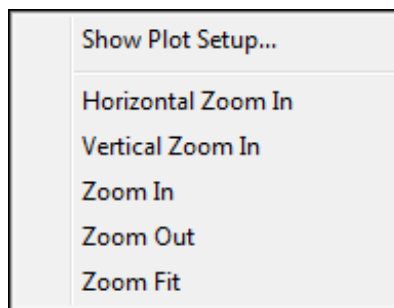 Show Plot Setup...
Horizontal Zoom In
Vertical Zoom In
Zoom In
Zoom Out
Zoom Fit